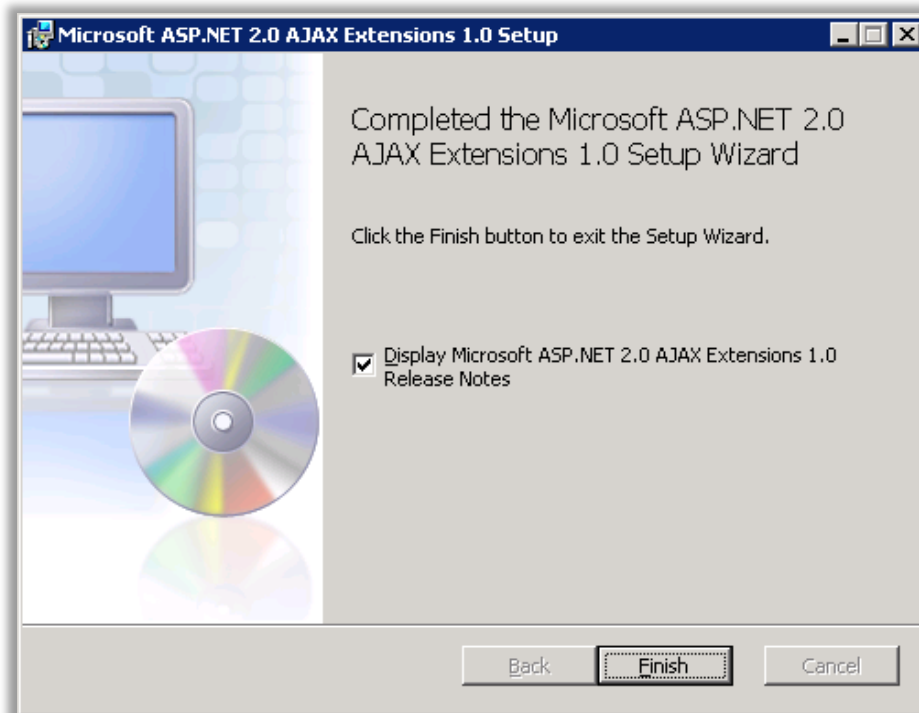 Microsoft ASP.NET 2.0 AJAX Extensions 1.0 Setup
Completed the Microsoft ASP.NET 2.0
AJAX Extensions 1.0 Setup Wizard
Click the Finish button to exit the Setup Wizard.
Display Microsoft ASP.NET 2.0 AJAX Extensions 1.0
Release Notes
Back Finish Cancel